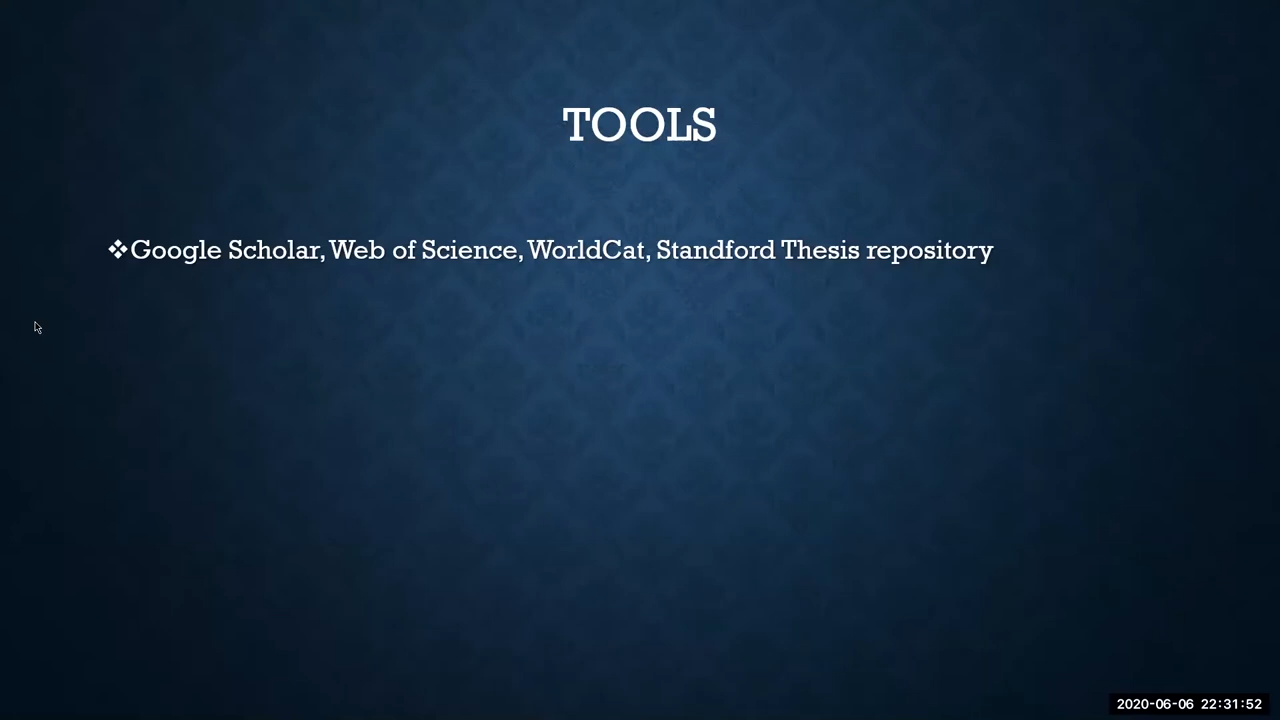 TOOLS
❖Google Scholar, Web of Science, WorldCat, Standford Thesis repository
2020-06-06 22:31:52